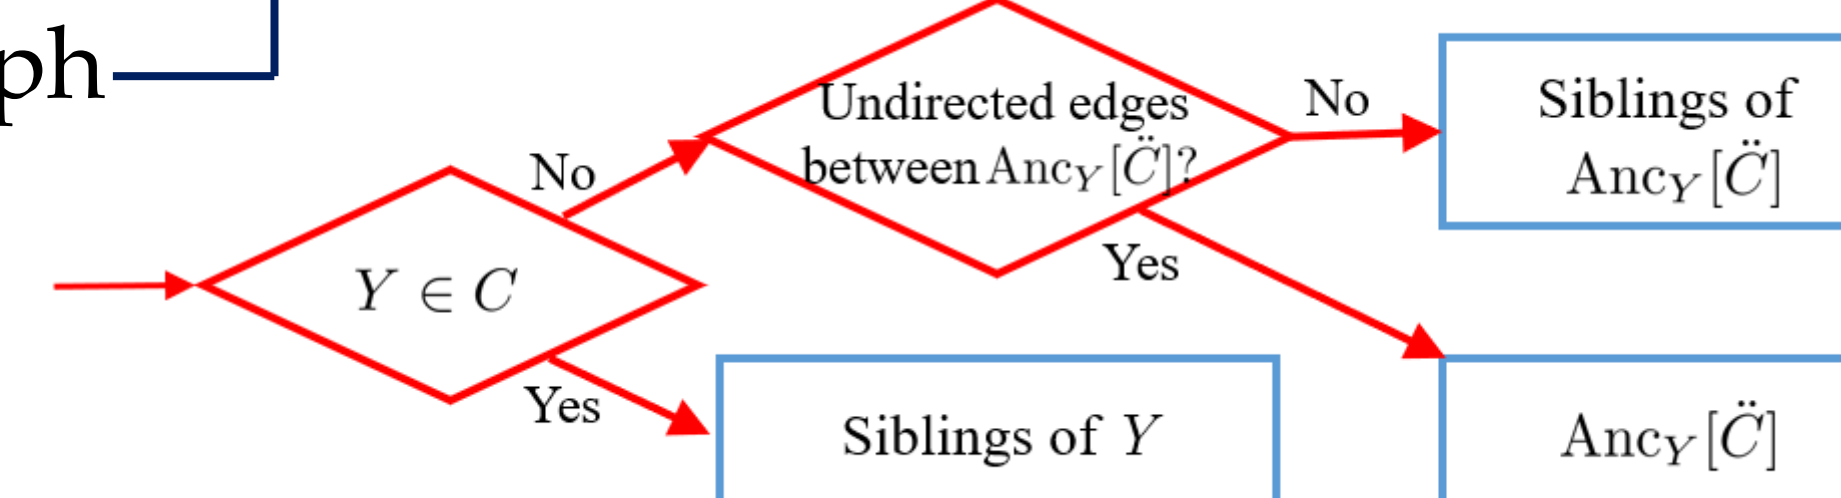 ph
No
Y ∈ C
Yes
Undirected edges
between Anc_Y[C̈]?
No
Yes
Siblings of
Anc_Y[C̈]
Siblings of Y
Anc_Y[C̈]